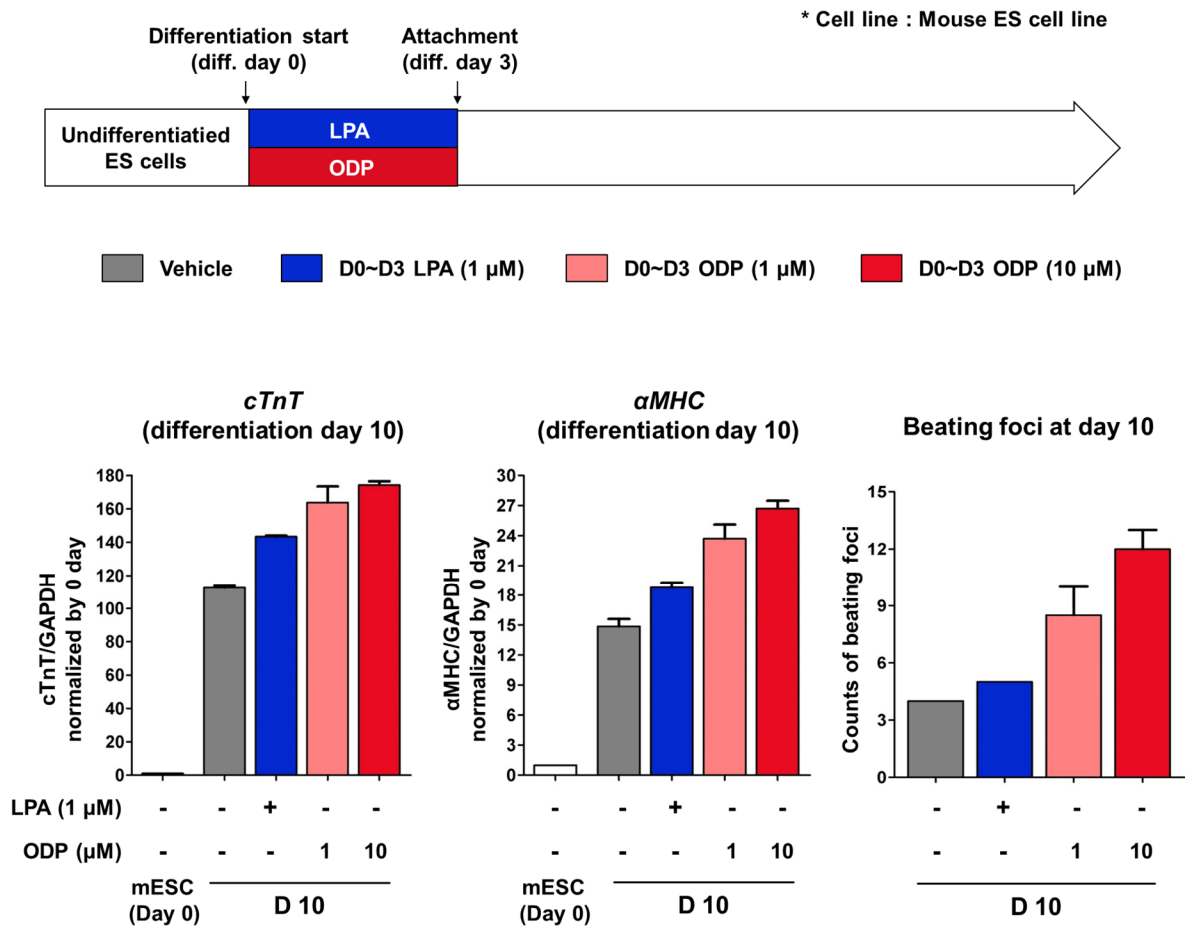 * Cell line : Mouse ES cell line
Differentiation start
(diff. day 0)
Attachment
(diff. day 3)
Undifferentiatied
ES cells
LPA
ODP
Vehicle
D0~D3 LPA (1 μM)
D0~D3 ODP (1 μM)
D0~D3 ODP (10 μM)
cTnT
(differentiation day 10)
cTnT/GAPDH
normalized by 0 day
180
160
140
120
100
80
60
40
20
0
αMHC
(differentiation day 10)
αMHC/GAPDH
normalized by 0 day
30
27
24
21
18
15
12
9
6
3
0
Beating foci at day 10
Counts of beating foci
15
12
9
6
3
0
LPA (1 μM) - - + - - - - + - - - + - -
ODP (μM) - - - 1 10 - - - 1 10 - - 1 10
mESC
(Day 0)
D 10
mESC
(Day 0)
D 10
D 10